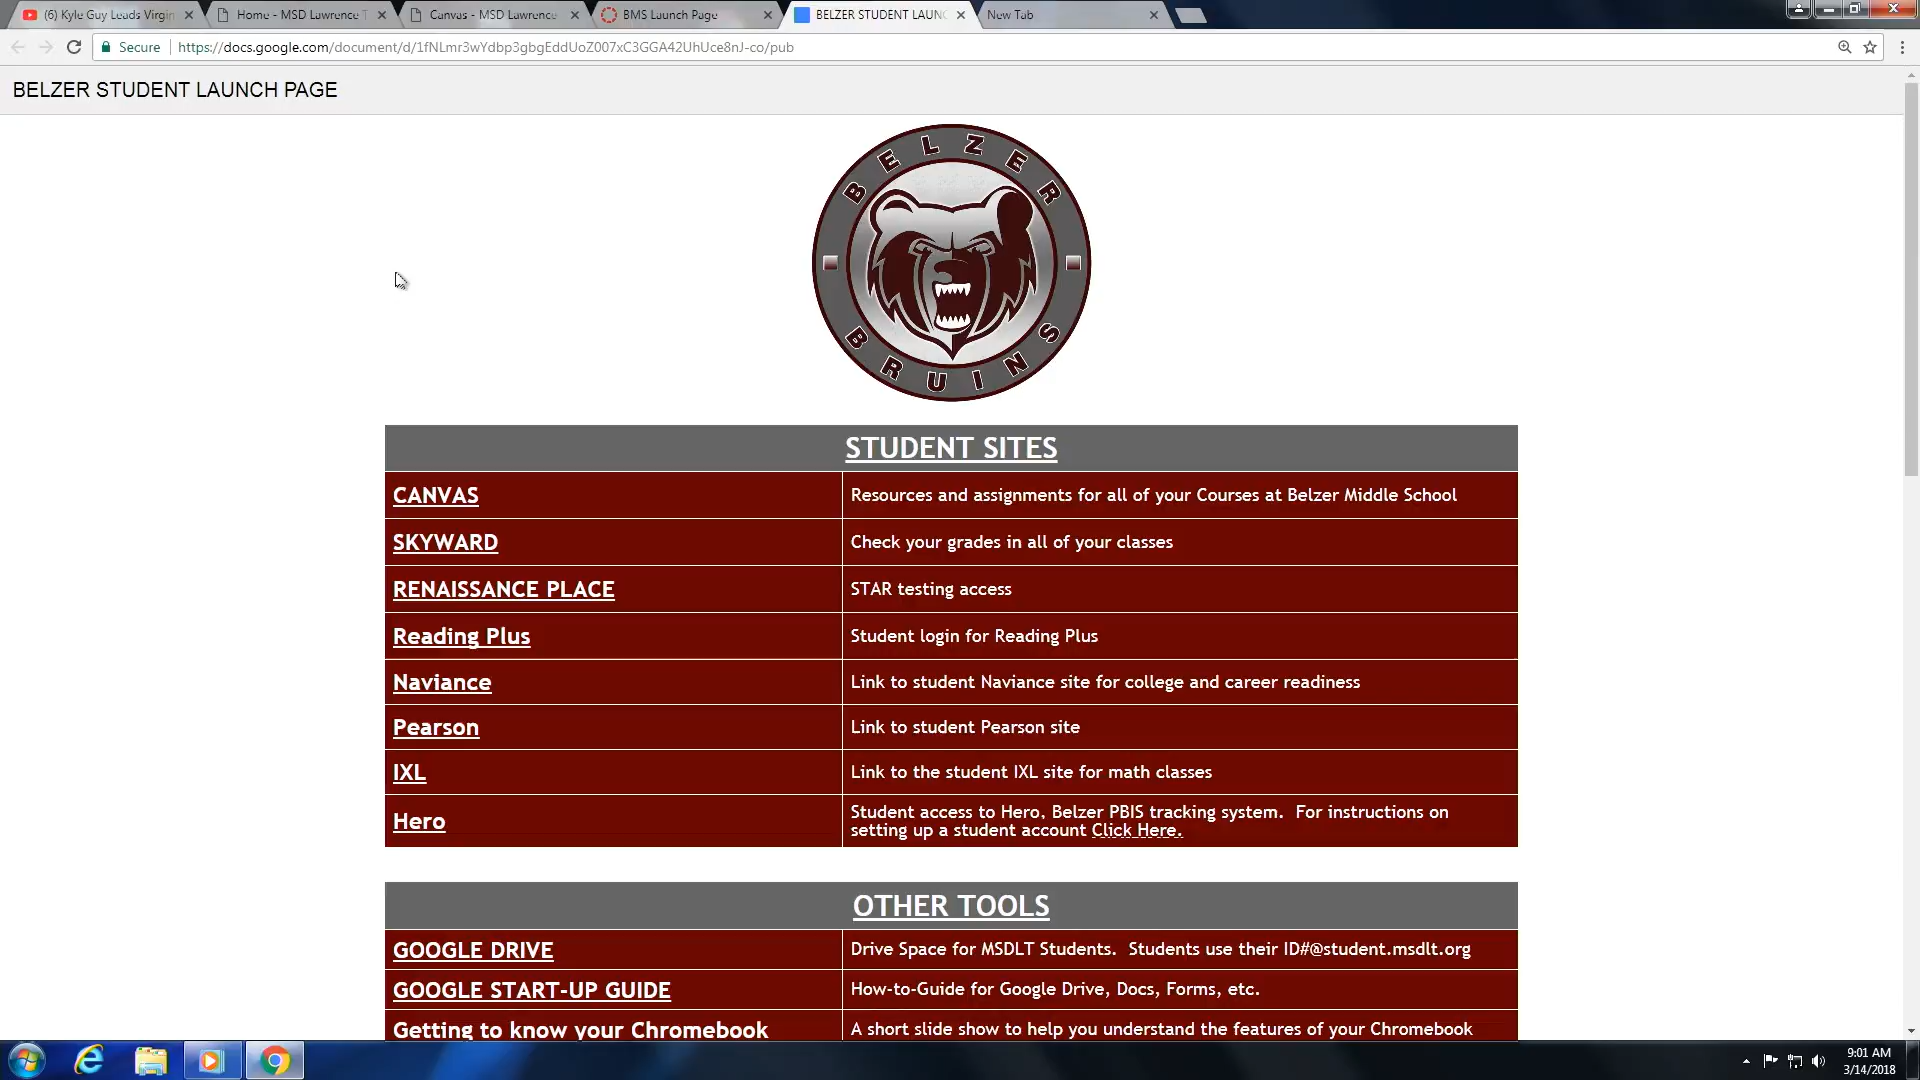 (6) Kyle Guy Leads Virgin
Home - MSD Lawrence T
Canvas - MSD Lawrence
BMS Launch Page
BELZER STUDENT LAUNC
New Tab
Secure
https://docs.google.com/document/d/1fNLmr3wYdbp3gbgEddUoZ007xC3GGA42UhUce8nJ-co/pub
BELZER STUDENT LAUNCH PAGE
BELZER
BRUINS
STUDENT SITES
CANVAS
Resources and assignments for all of your Courses at Belzer Middle School
SKYWARD
Check your grades in all of your classes
RENAISSANCE PLACE
STAR testing access
Reading Plus
Student login for Reading Plus
Naviance
Link to student Naviance site for college and career readiness
Pearson
Link to student Pearson site
IXL
Link to the student IXL site for math classes
Hero
Student access to Hero, Belzer PBIS tracking system. For instructions on
setting up a student account Click Here.
OTHER TOOLS
GOOGLE DRIVE
Drive Space for MSDLT Students. Students use their ID#@student.msdlt.org
GOOGLE START-UP GUIDE
How-to-Guide for Google Drive, Docs, Forms, etc.
Getting to know your Chromebook
A short slide show to help you understand the features of your Chromebook
9:01 AM
3/14/2018